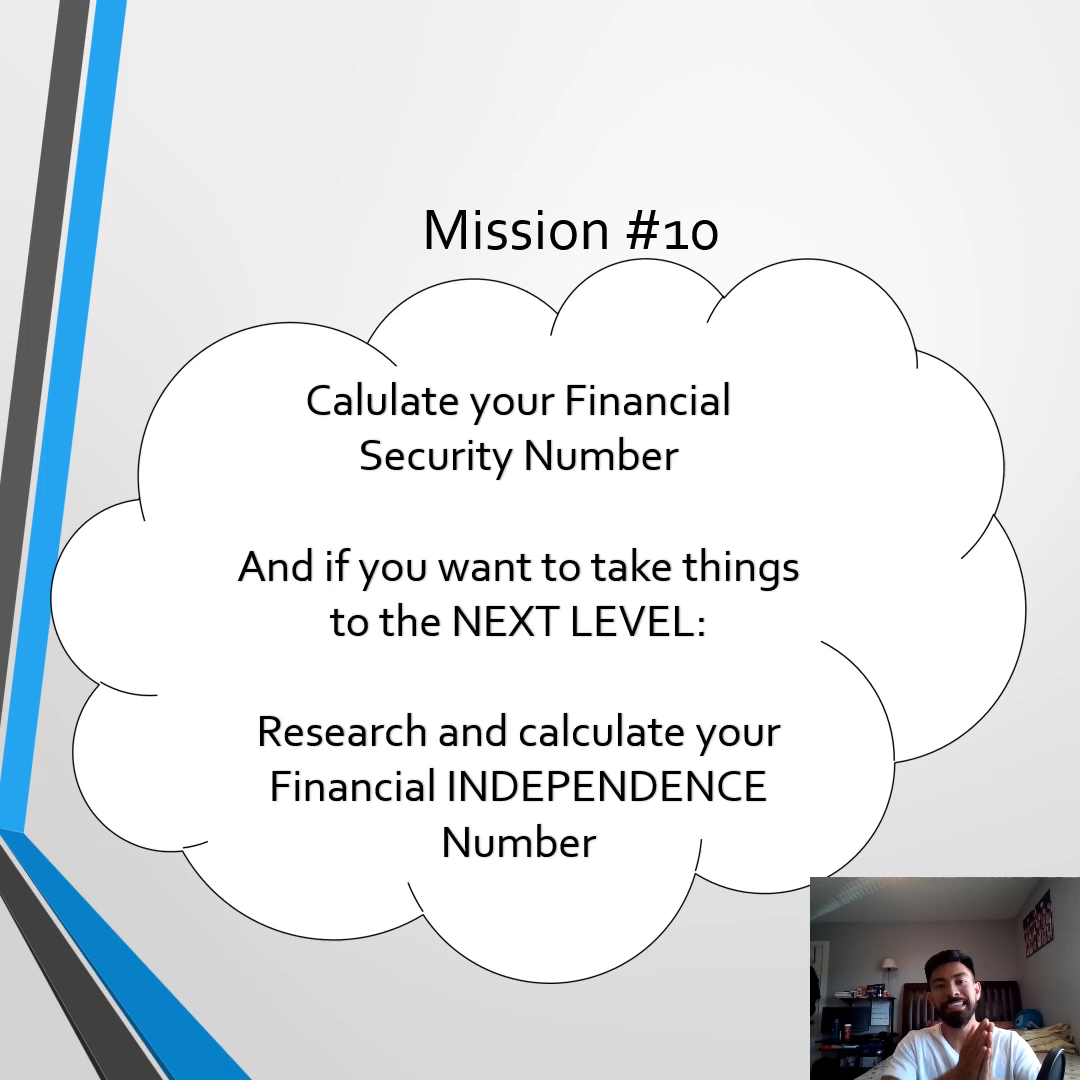 Mission #10
Calulate your Financial
Security Number
And if you want to take things
to the NEXT LEVEL:
Research and calculate your
Financial INDEPENDENCE
Number